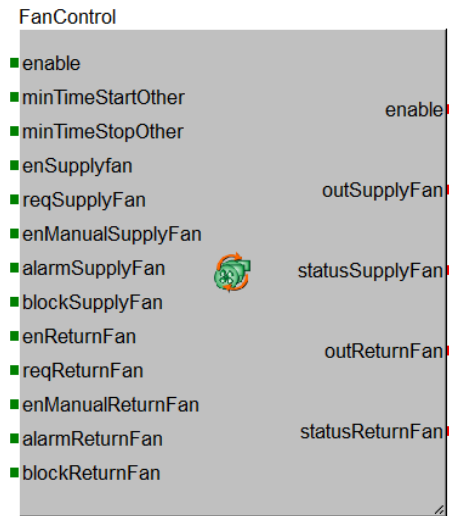 FanControl
enable
minTimeStartOther
minTimeStopOther
enSupplyfan
reqSupplyFan
enManualSupplyFan
alarmSupplyFan
blockSupplyFan
enReturnFan
reqReturnFan
enManualReturnFan
alarmReturnFan
blockReturnFan
enable
outSupplyFan
statusSupplyFan
outReturnFan
statusReturnFan